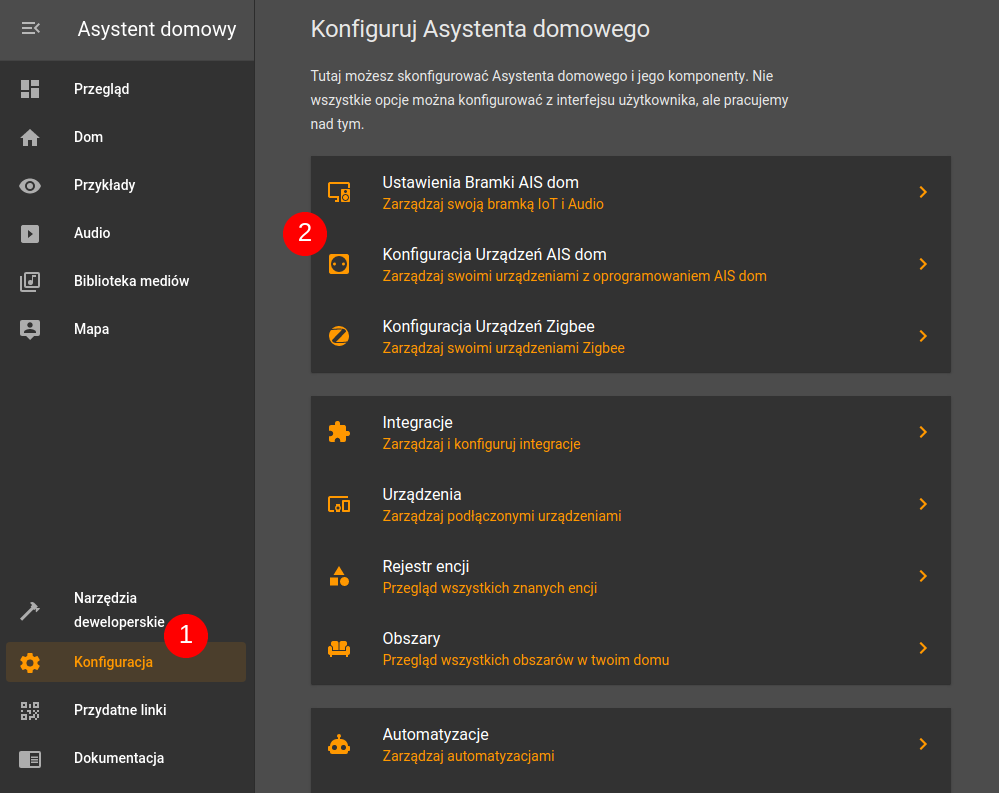 Asystent domowy
Przegląd
Dom
Przykłady
Audio
Biblioteka mediów
Mapa
Narzędzia
deweloperskie
1
Konfiguracja
Przydatne linki
Dokumentacja
Konfiguruj Asystenta domowego
Tutaj możesz skonfigurować Asystenta domowego i jego komponenty. Nie
wszystkie opcje można konfigurować z interfejsu użytkownika, ale pracujemy
nad tym.
Ustawienia Bramki AIS dom
Zarządzaj swoją bramką IoT i Audio
2
Konfiguracja Urządzeń AIS dom
Zarządzaj swoimi urządzeniami z oprogramowaniem AIS dom
Konfiguracja Urządzeń Zigbee
Zarządzaj swoimi urządzeniami Zigbee
Integracje
Zarządzaj i konfiguruj integracje
Urządzenia
Zarządzaj podłączonymi urządzeniami
Rejestr encji
Przegląd wszystkich znanych encji
Obszary
Przegląd wszystkich obszarów w twoim domu
Automatyzacje
Zarządzaj automatyzacjami